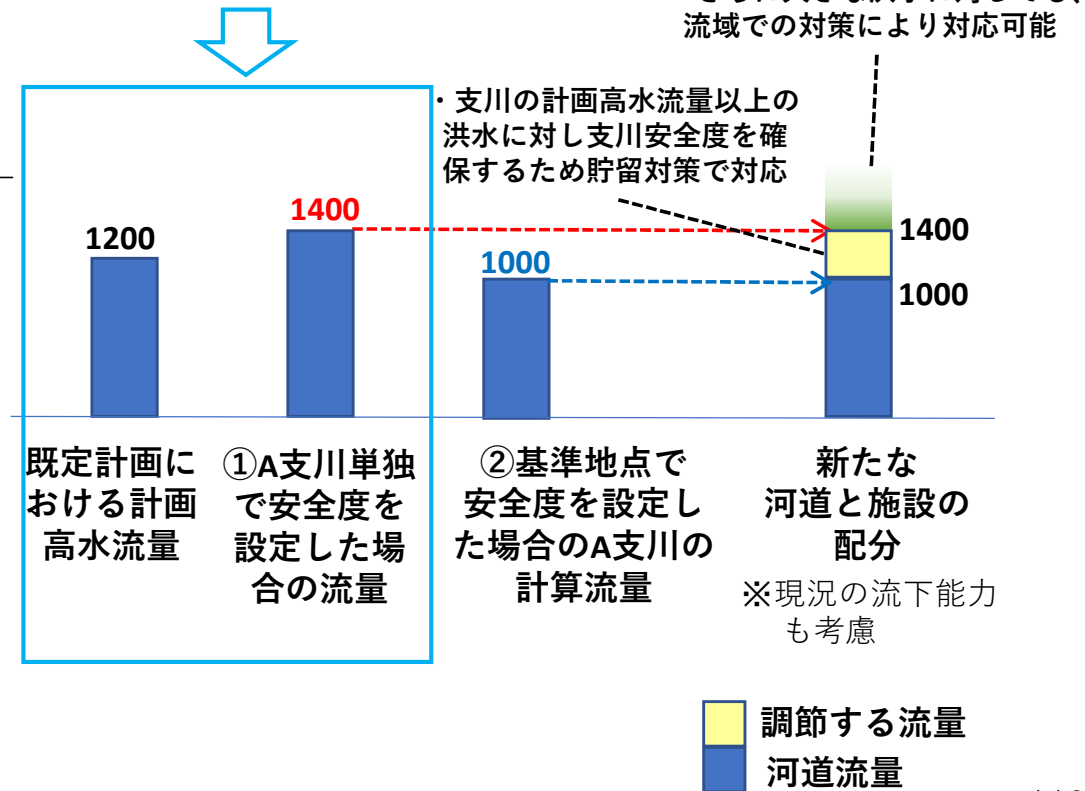 流域での対策により対応可能
・支川の計画高水流量以上の
洪水に対し支川安全度を確
保するため貯留対策で対応
1200
1400
1000
1400
1000
既定計画に
おける計画
高水流量
①A支川単独
で安全度を
設定した場
合の流量
②基準地点で
安全度を設定し
た場合のA支川の
計算流量
新たな
河道と施設の
配分
※現況の流下能力
も考慮
調節する流量
河道流量